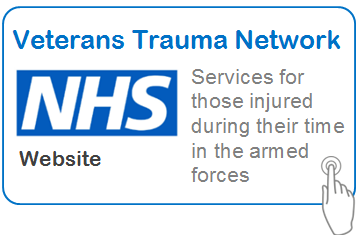 Veterans Trauma Network
NHS
Website
Services for
those injured
during their time
in the armed
forces